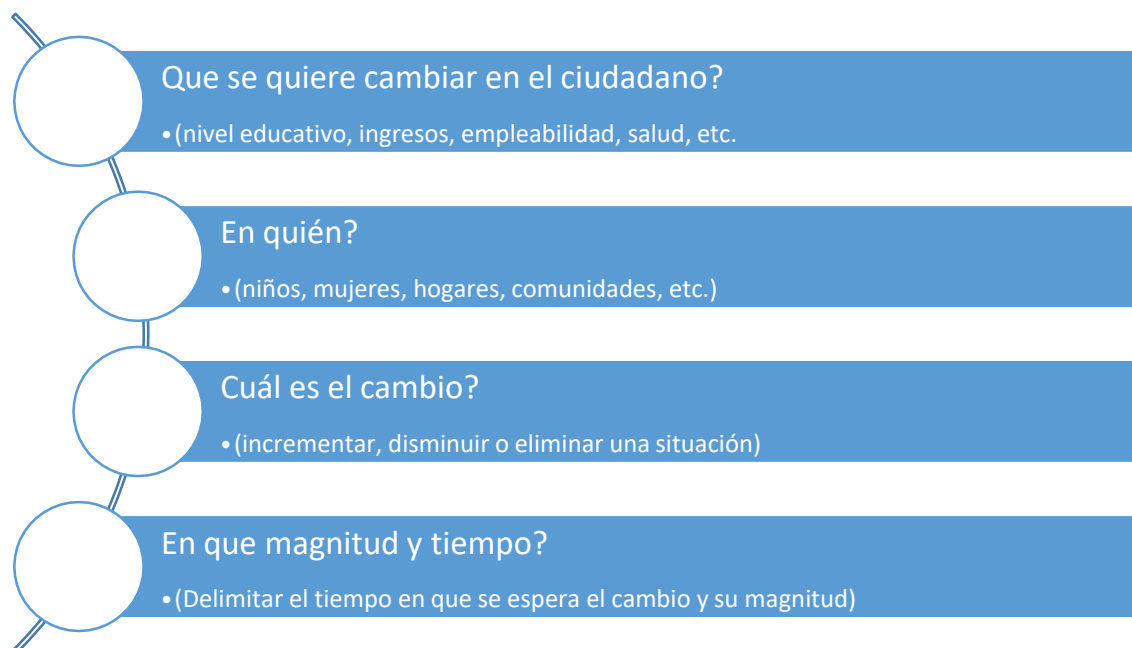 Que se quiere cambiar en el ciudadano?
•(nivel educativo, ingresos, empleabilidad, salud, etc.
En quién?
•(niños, mujeres, hogares, comunidades, etc.)
Cuál es el cambio?
•(incrementar, disminuir o eliminar una situación)
En que magnitud y tiempo?
•(Delimitar el tiempo en que se espera el cambio y su magnitud)